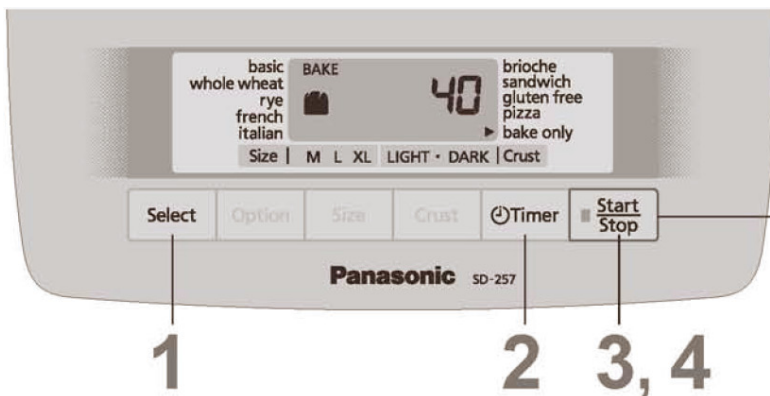 basic
whole wheat
rye
french
italian
BAKE
40
brioche
sandwich
gluten free
pizza
bake only
Size M L XL LIGHT · DARK Crust
Select Option Size Crust Timer Start
Stop
Panasonic SD-257
1 2 3, 4